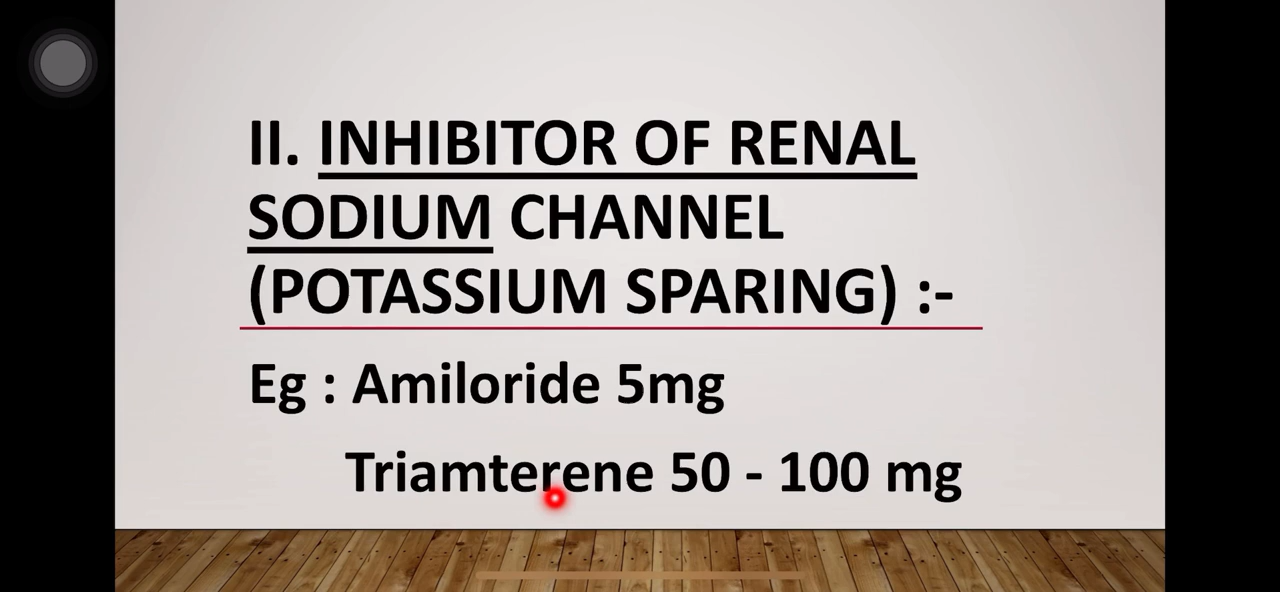 II. INHIBITOR OF RENAL
SODIUM CHANNEL
(POTASSIUM SPARING) :-
Eg : Amiloride 5mg
Triamterene 50 - 100 mg